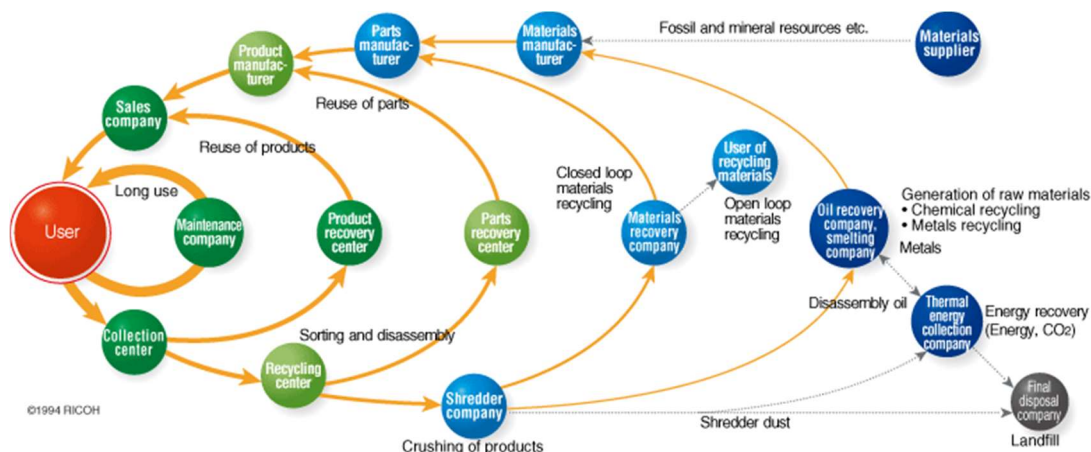 Fossil and mineral resources etc.
Materials
supplier
Materials
manufac-
turer
Parts
manufac-
turer
Product
manufac-
turer
Reuse of parts
Sales
company
Reuse of products
Long use
User
Maintenance
company
Product
recovery
center
Parts
recovery
center
Closed loop
materials
recycling
Materials
recovery
company
User of
recycling
materials
Open loop
materials
recycling
Oil recovery
company,
smelting
company
Generation of raw materials
• Chemical recycling
• Metals recycling
Metals
Disassembly oil
Thermal
energy
collection
company
Energy recovery
(Energy, CO2)
Collection
center
Sorting and disassembly
Recycling
center
Shredder
company
Crushing of products
Shredder dust
Final
disposal
company
Landfill
©1994 RICOH